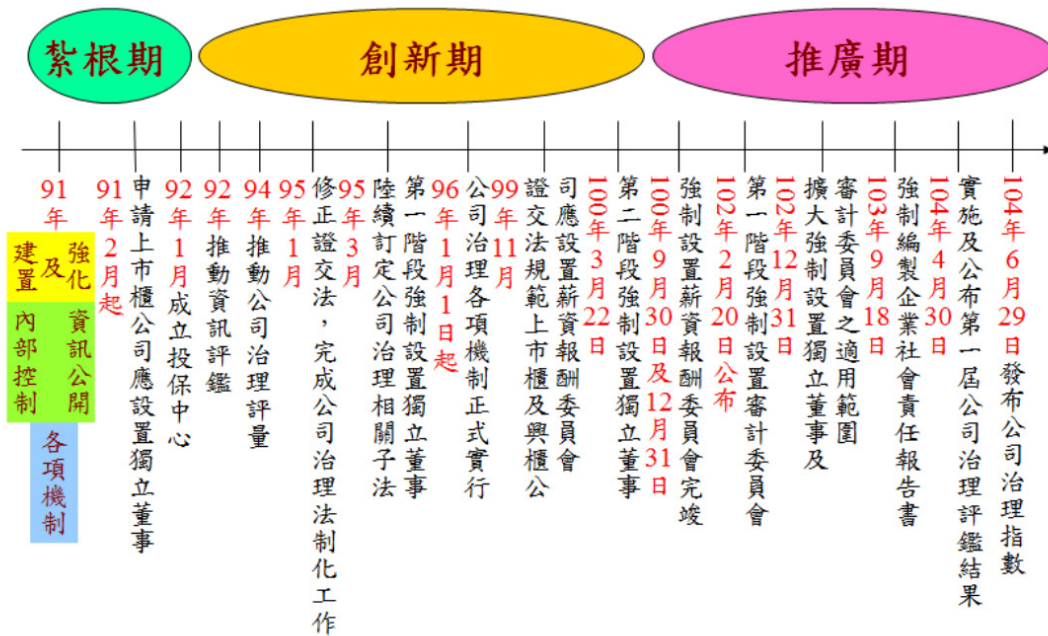 紮根期
創新期
推廣期
91年
建置及強化
內部控制
資訊公開
各項機制
91年2月起
申請上市櫃公司應設置獨立董事
92年1月成立投保中心
92年推動資訊評鑑
94年推動公司治理評量
95年1月
修正證交法，完成公司治理法制化工作
95年3月
陸續訂定公司治理相關子法
第一階段強制設置獨立董事
96年1月1日起
公司治理各項機制正式實行
99年11月
證交法規範上市櫃及興櫃公
司應設置薪資報酬委員會
100年3月22日
第二階段強制設置獨立董事
100年9月30日及12月31日
強制設置薪資報酬委員會完竣
102年2月20日公布
第一階段強制設置審計委員會
102年12月31日
擴大強制設置獨立董事及
審計委員會之適用範圍
103年9月18日
強制編製企業社會責任報告書
104年4月30日
實施及公布第一屆公司治理評鑑結果
104年6月29日發布公司治理指數